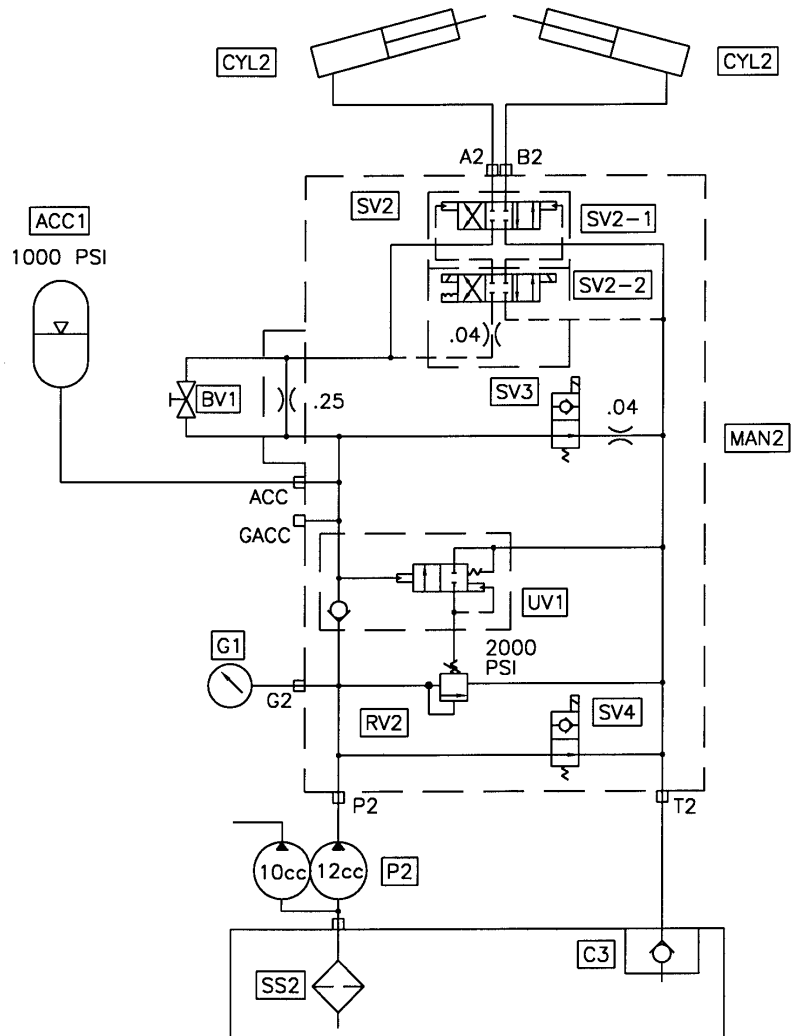 CYL2
CYL2
A2
B2
SV2
SV2-1
ACC1
1000 PSI
SV2-2
.04
SV3
BV1
.25
.04
MAN2
ACC
GACC
UV1
G1
2000
PSI
G2
RV2
SV4
P2
T2
10cc
12cc
P2
C3
SS2